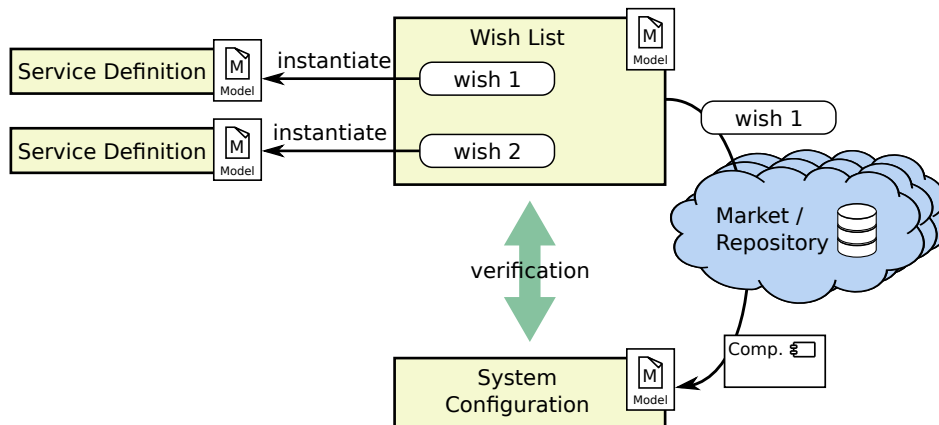 Wish List
M
Model
Service Definition
M
Model
instantiate
wish 1
wish 1
Service Definition
M
Model
instantiate
wish 2
Market /
Repository
verification
Comp.
System
Configuration
M
Model